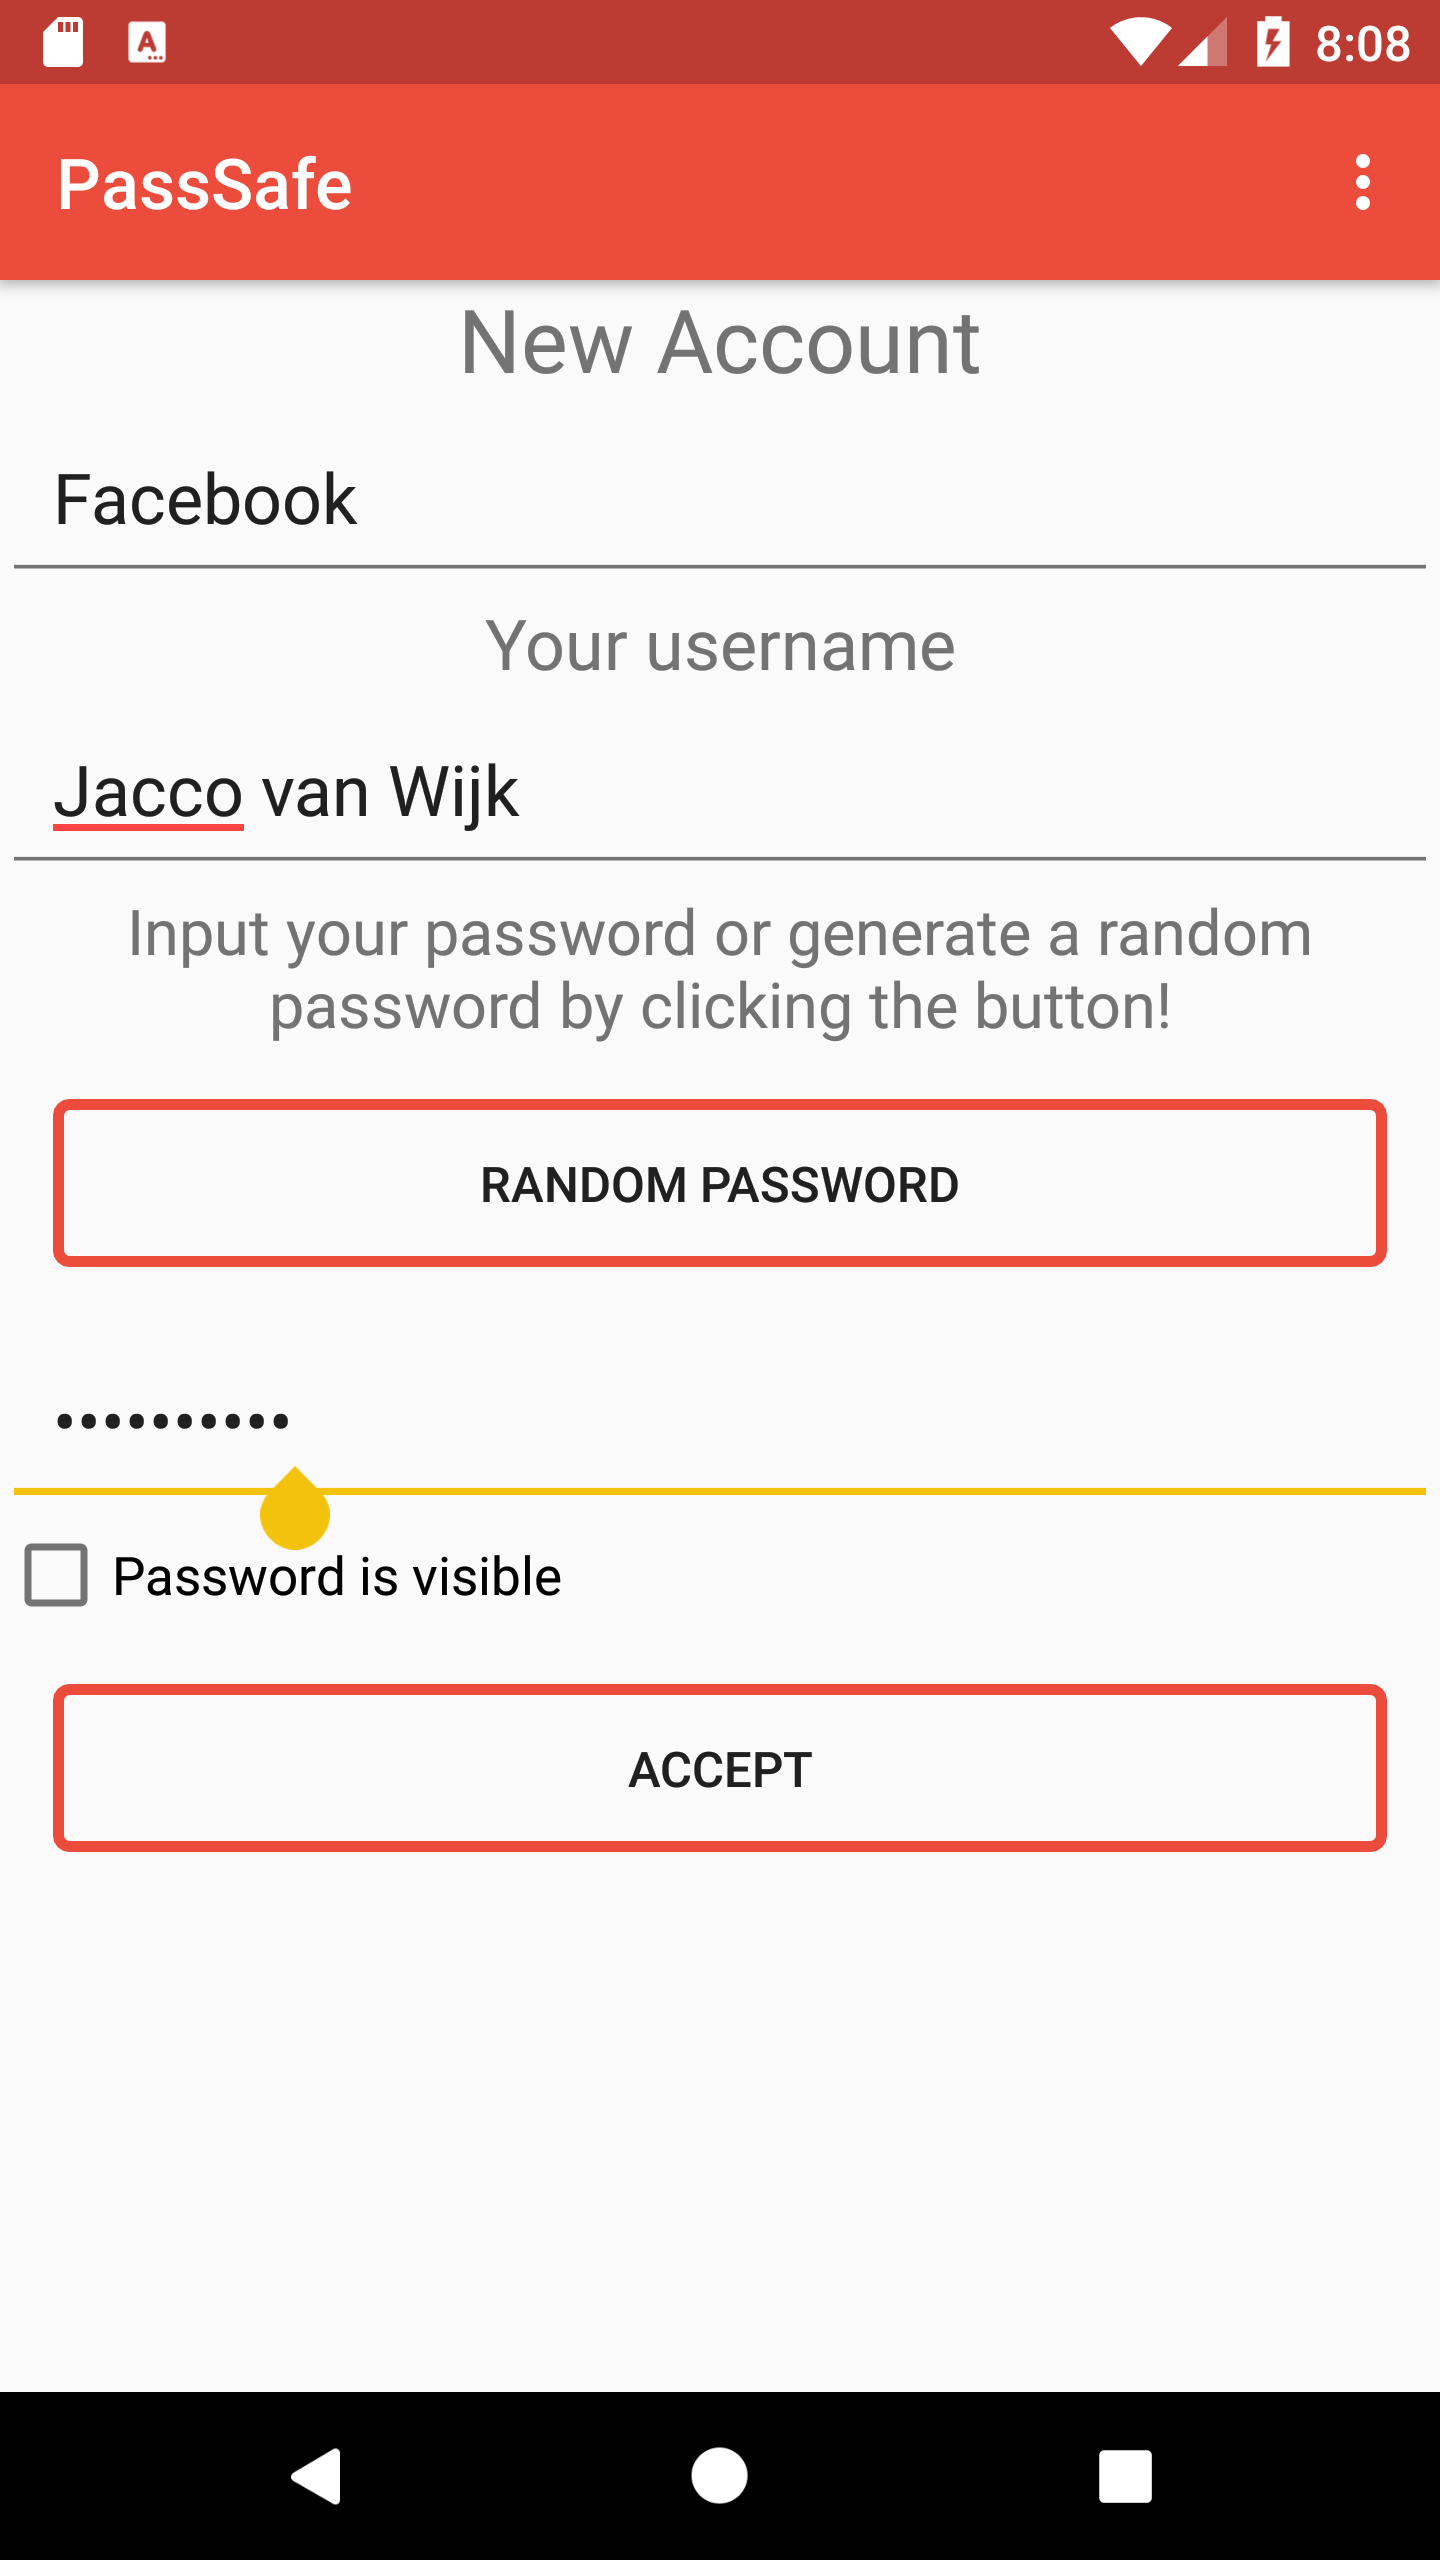 8:08
PassSafe
New Account
Facebook
Your username
Jacco van Wijk
Input your password or generate a random
password by clicking the button!
RANDOM PASSWORD
••••••••••
Password is visible
ACCEPT